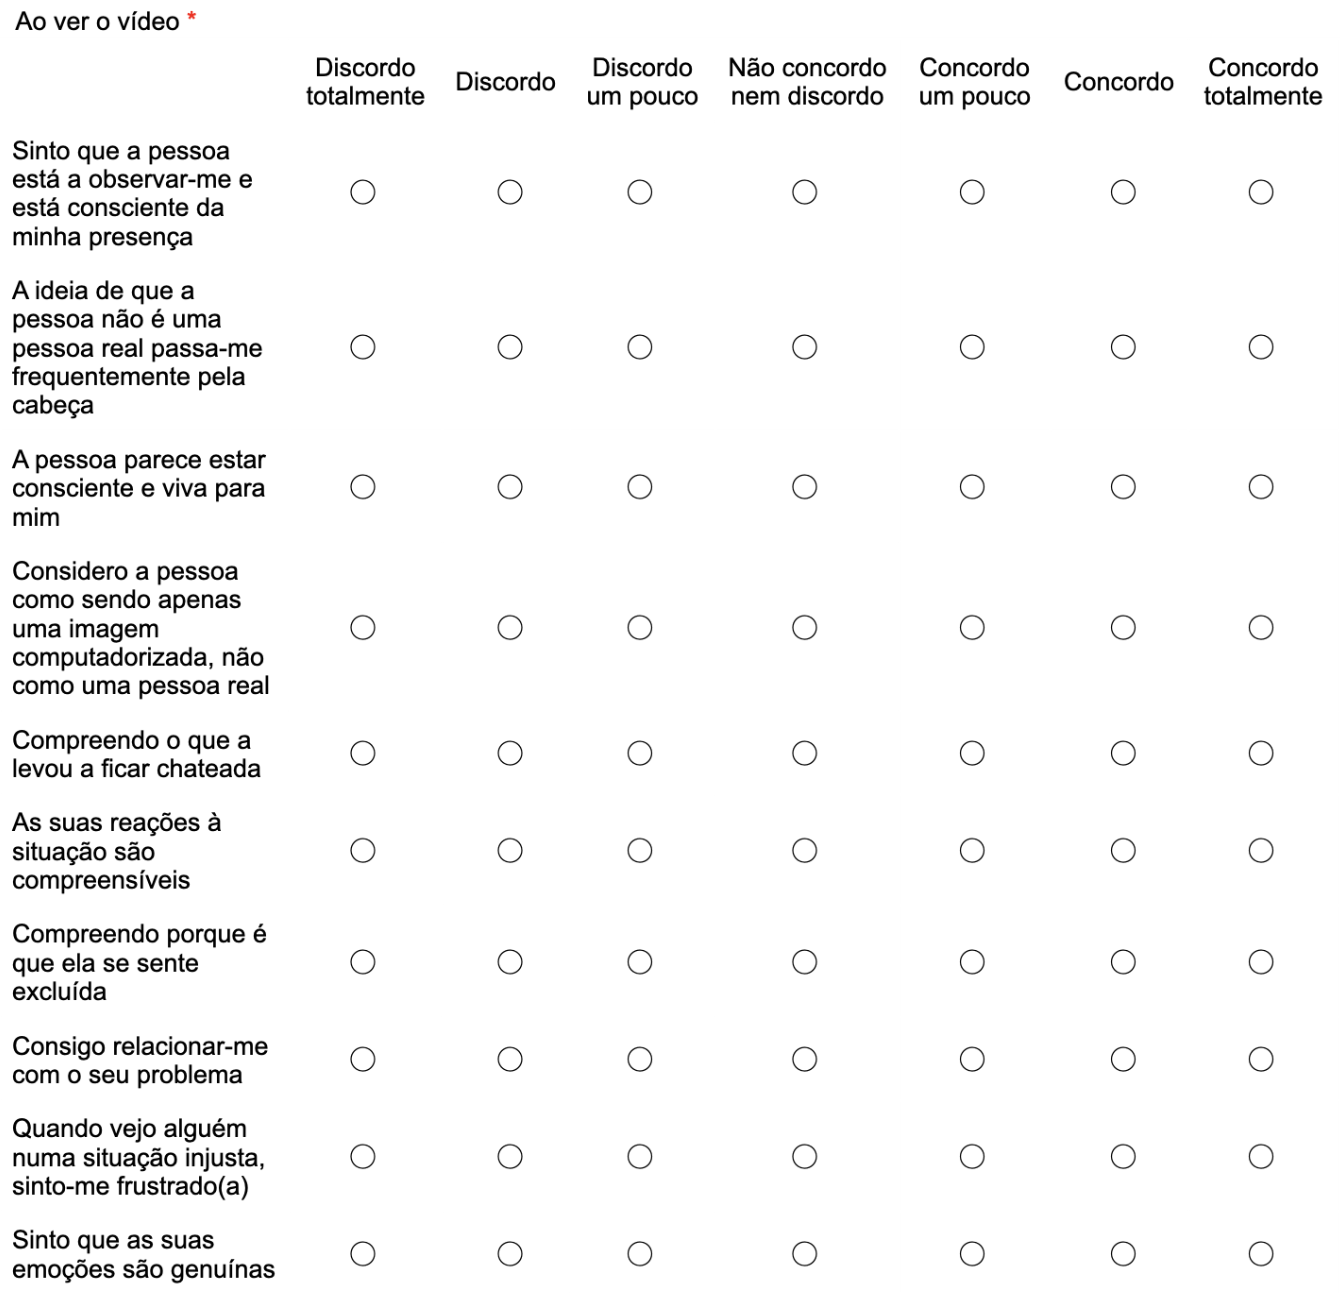 Ao ver o vídeo *
Discordo totalmente
Discordo
Discordo um pouco
Não concordo nem discordo
Concordo um pouco
Concordo
Concordo totalmente
Sinto que a pessoa
está a observar-me e
está consciente da
minha presença
A ideia de que a
pessoa não é uma
pessoa real passa-me
frequentemente pela
cabeça
A pessoa parece estar
consciente e viva para
mim
Considero a pessoa
como sendo apenas
uma imagem
computadorizada, não
como uma pessoa real
Compreendo o que a
levou a ficar chateada
As suas reações à
situação são
compreensíveis
Compreendo porque é
que ela se sente
excluída
Consigo relacionar-me
com o seu problema
Quando vejo alguém
numa situação injusta,
sinto-me frustrado(a)
Sinto que as suas
emoções são genuínas